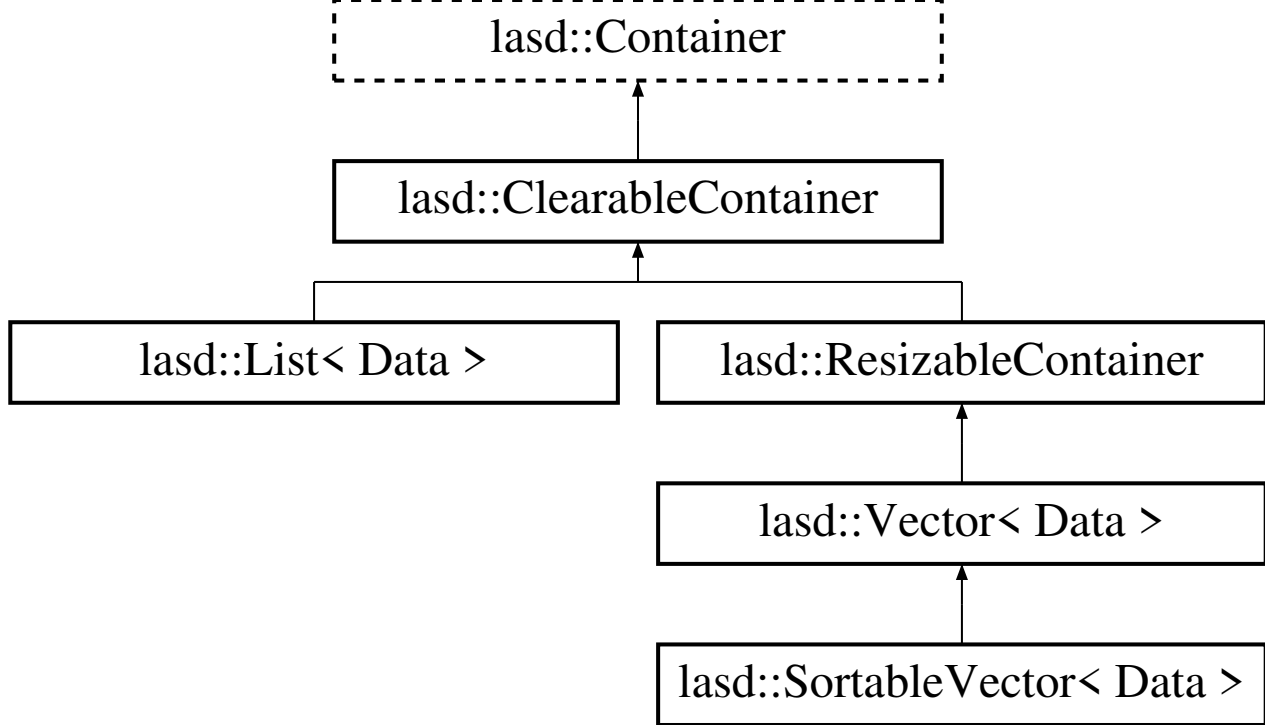 lasd::Container
lasd::ClearableContainer
lasd::List< Data >
lasd::ResizableContainer
lasd::Vector< Data >
lasd::SortableVector< Data >